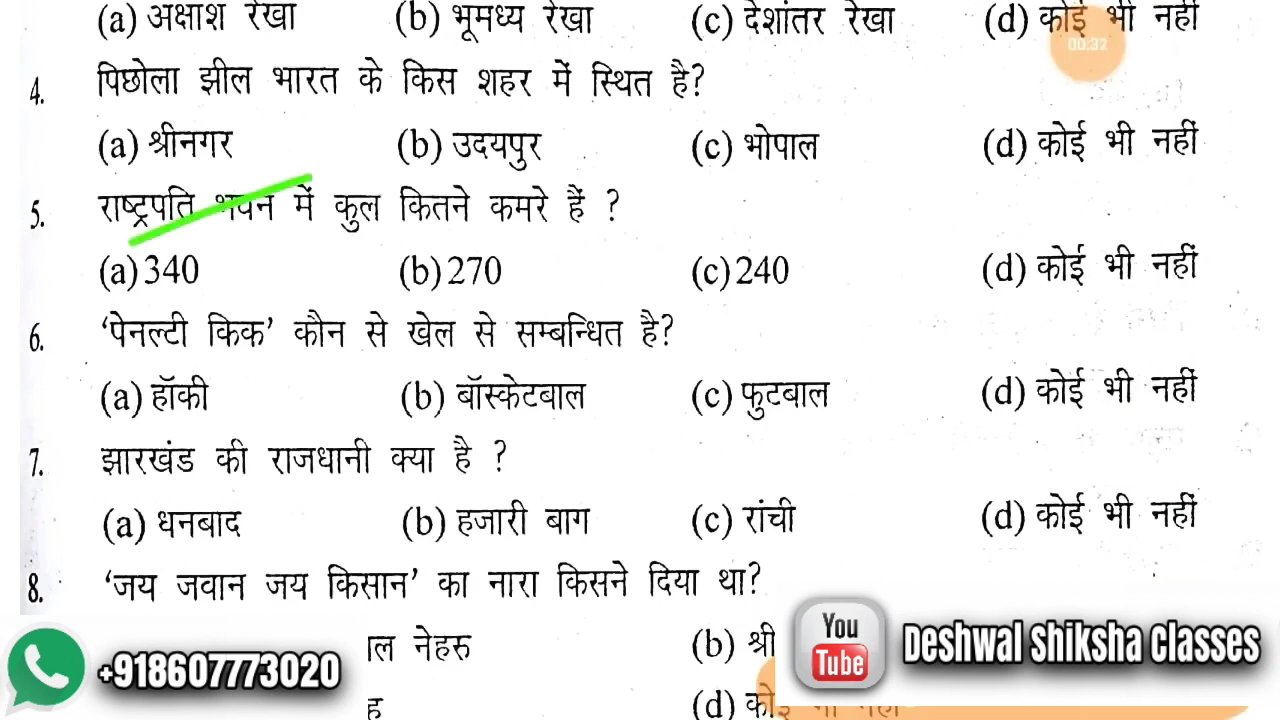 (a) अक्षाश रेखा (b) भूमध्य रेखा (c) देशांतर रेखा (d) कोई भी नहीं
00:32
4. पिछोला झील भारत के किस शहर में स्थित है?
(a) श्रीनगर (b) उदयपुर (c) भोपाल (d) कोई भी नहीं
5. राष्ट्रपति भवन में कुल कितने कमरे हैं ?
(a) 340 (b) 270 (c) 240 (d) कोई भी नहीं
6. ‘पेनल्टी किक’ कौन से खेल से सम्बन्धित है?
(a) हॉकी (b) बॉस्केटबाल (c) फुटबाल (d) कोई भी नहीं
7. झारखंड की राजधानी क्या है ?
(a) धनबाद (b) हजारी बाग (c) रांची (d) कोई भी नहीं
8. ‘जय जवान जय किसान’ का नारा किसने दिया था?
नेहरु (b) श्री
(d)
+918607773020
You Tube
Deshwal shiksha classes